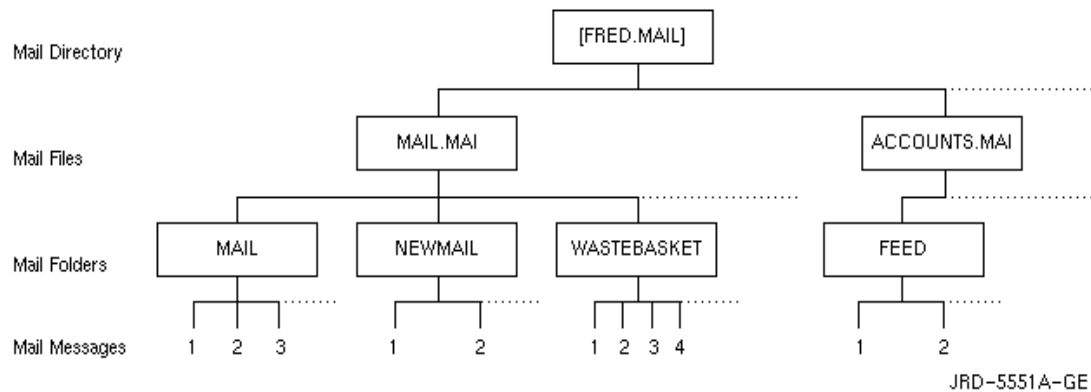 [FRED.MAIL]
Mail Directory
MAIL.MAI
ACCOUNTS.MAI
Mail Files
MAIL
NEWMAIL
WASTEBASKET
FEED
Mail Folders
Mail Messages
1 2 3
1 2
1 2 3 4
1 2
JRD-5551A-GE